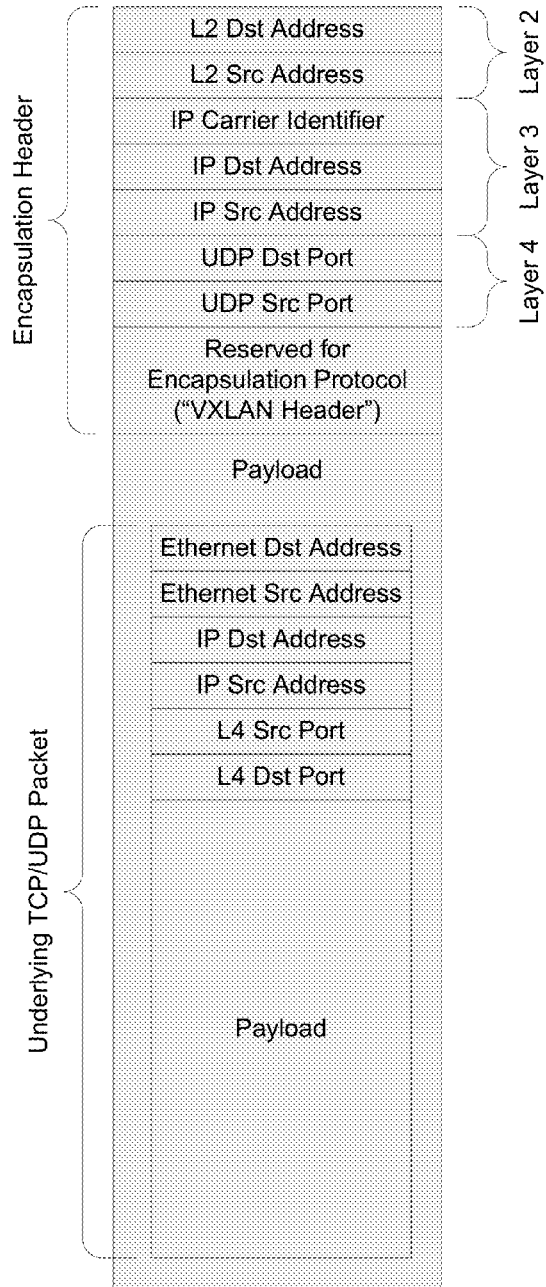 Encapsulation Header
L2 Dst Address
L2 Src Address
Layer 2
IP Carrier Identifier
IP Dst Address
IP Src Address
Layer 3
UDP Dst Port
UDP Src Port
Layer 4
Reserved for
Encapsulation Protocol
(“VXLAN Header”)
Payload
Underlying TCP/UDP Packet
Ethernet Dst Address
Ethernet Src Address
IP Dst Address
IP Src Address
L4 Src Port
L4 Dst Port
Payload